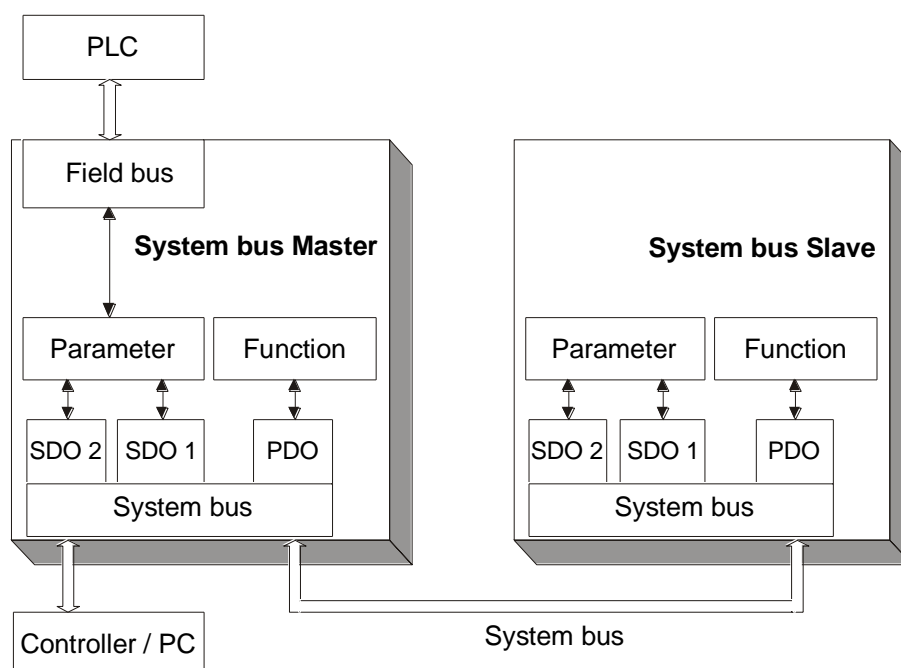 PLC
Field bus
System bus Master
Parameter
Function
SDO 2
SDO 1
PDO
System bus
System bus Slave
Parameter
Function
SDO 2
SDO 1
PDO
System bus
Controller / PC
System bus